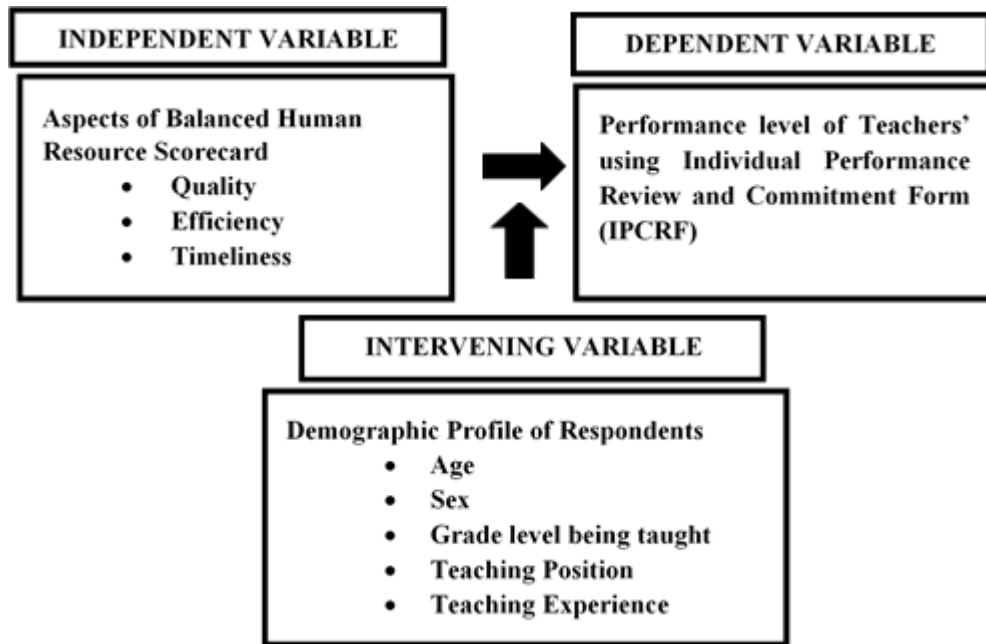 INDEPENDENT VARIABLE
Aspects of Balanced Human
Resource Scorecard
• Quality
• Efficiency
• Timeliness
DEPENDENT VARIABLE
Performance level of Teachers’
using Individual Performance
Review and Commitment Form
(IPCRF)
INTERVENING VARIABLE
Demographic Profile of Respondents
• Age
• Sex
• Grade level being taught
• Teaching Position
• Teaching Experience